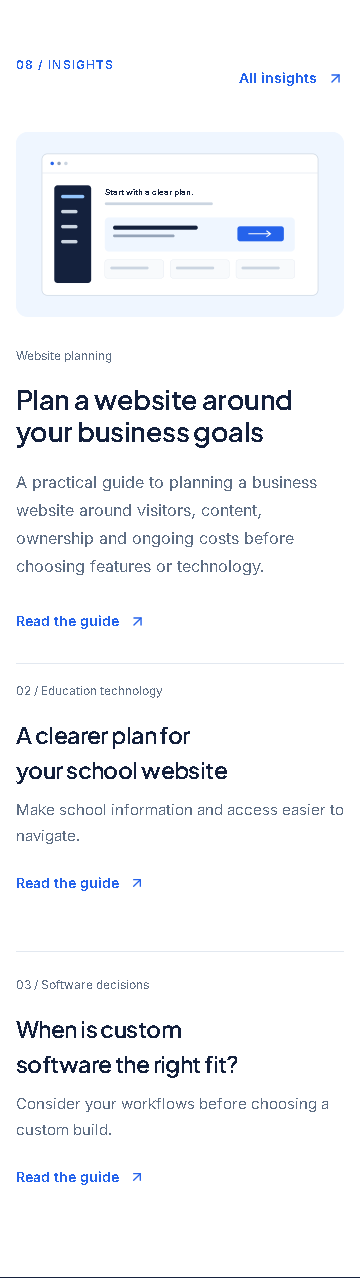 08 / INSIGHTS
All insights
Start with a clear plan.
Website planning
Plan a website around
your business goals
A practical guide to planning a business
website around visitors, content,
ownership and ongoing costs before
choosing features or technology.
Read the guide
02 / Education technology
A clearer plan for
your school website
Make school information and access easier to
navigate.
Read the guide
03 / Software decisions
When is custom
software the right fit?
Consider your workflows before choosing a
custom build.
Read the guide